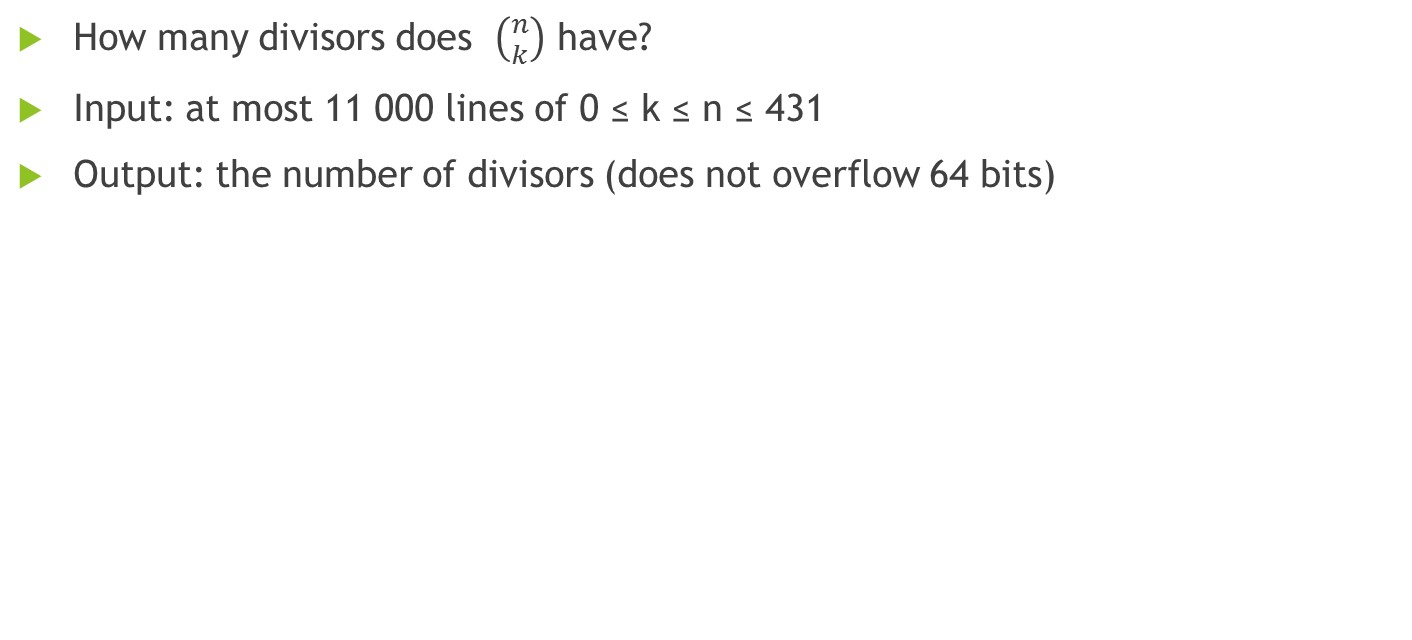 ► How many divisors does (n k) have?
► Input: at most 11 000 lines of 0 ≤ k ≤ n ≤ 431
► Output: the number of divisors (does not overflow 64 bits)